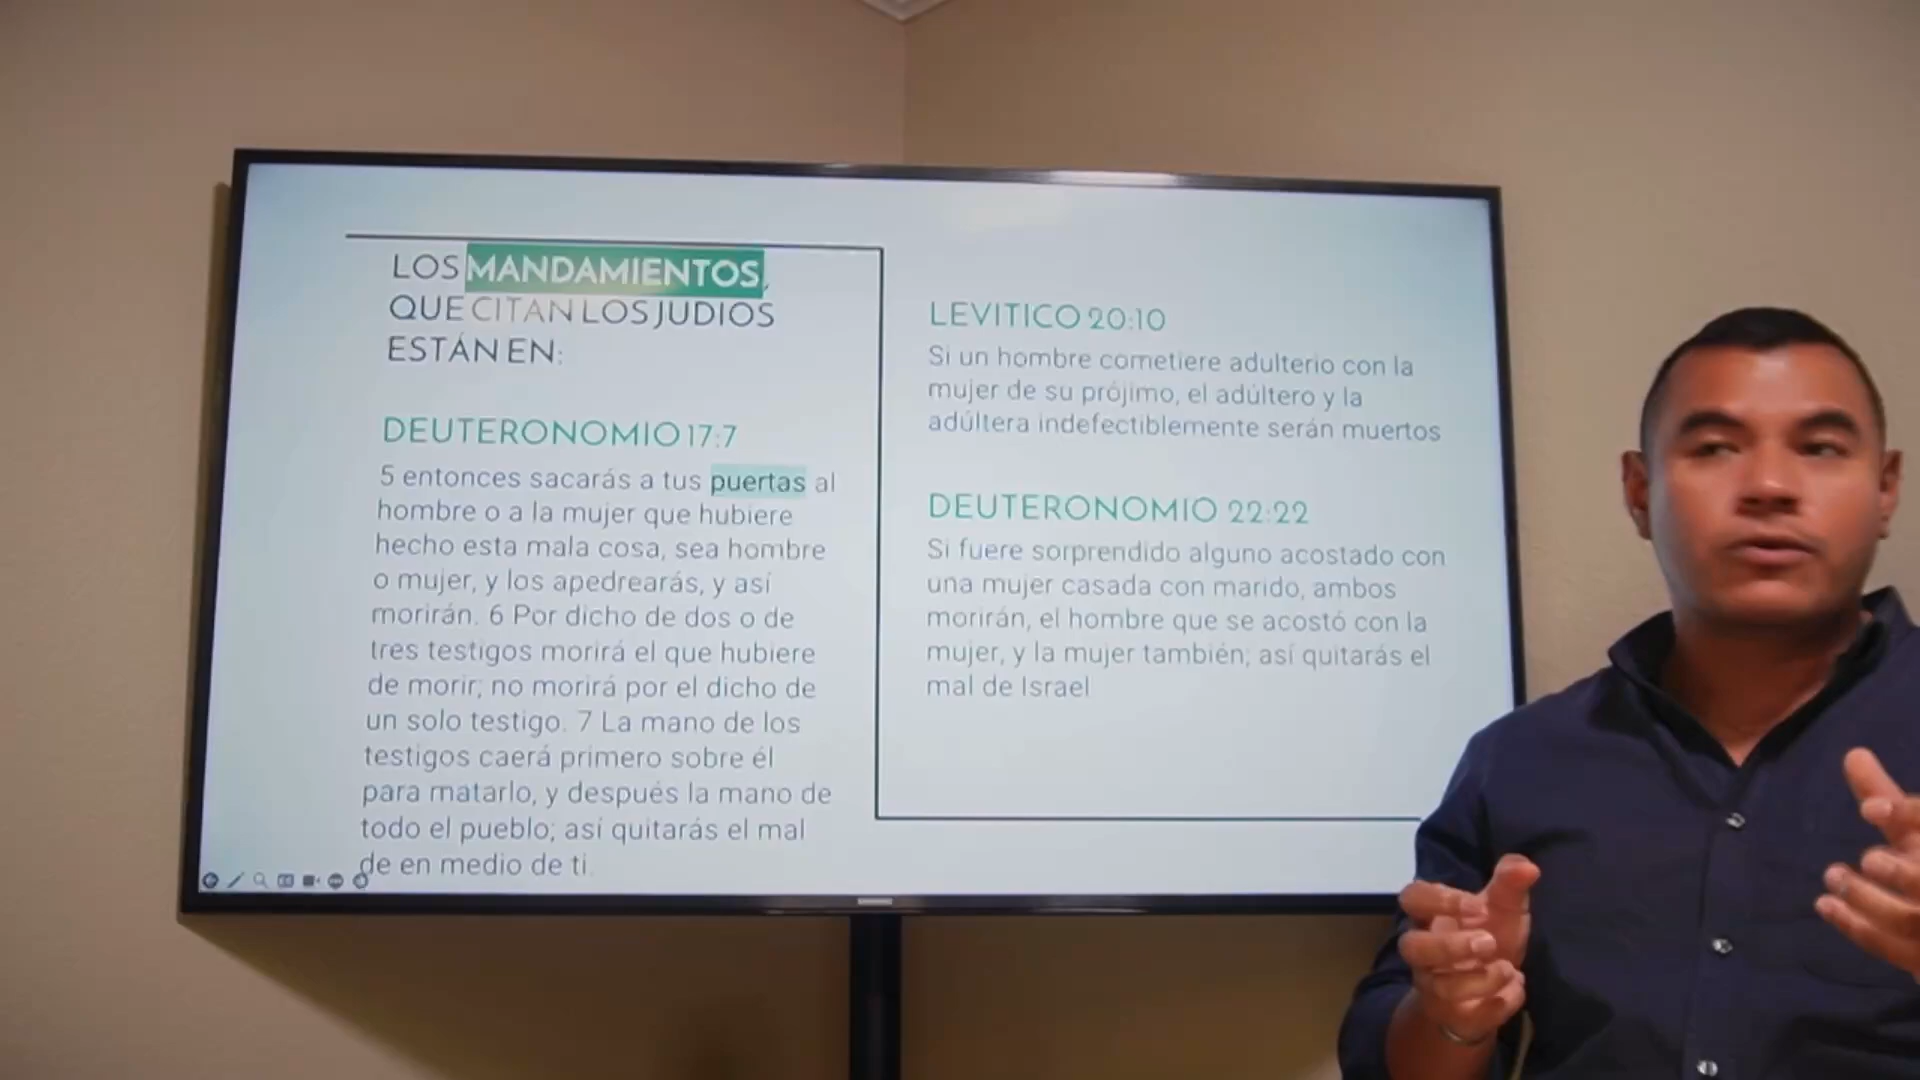 LOS MANDAMIENTOS,
QUE CITAN LOS JUDIOS
ESTÁN EN:
DEUTERONOMIO 17:7
5 entonces sacarás a tus puertas al
hombre o a la mujer que hubiere
hecho esta mala cosa, sea hombre
o mujer, y los apedrearás, y así
morirán. 6 Por dicho de dos o de
tres testigos morirá el que hubiere
de morir; no morirá por el dicho de
un solo testigo. 7 La mano de los
testigos caerá primero sobre él
para matarlo, y después la mano de
todo el pueblo; así quitarás el mal
de en medio de ti.
LEVITICO 20:10
Si un hombre cometiere adulterio con la
mujer de su prójimo, el adúltero y la
adúltera indefectiblemente serán muertos
DEUTERONOMIO 22:22
Si fuere sorprendido alguno acostado con
una mujer casada con marido, ambos
morirán, el hombre que se acostó con la
mujer, y la mujer también; así quitarás el
mal de Israel